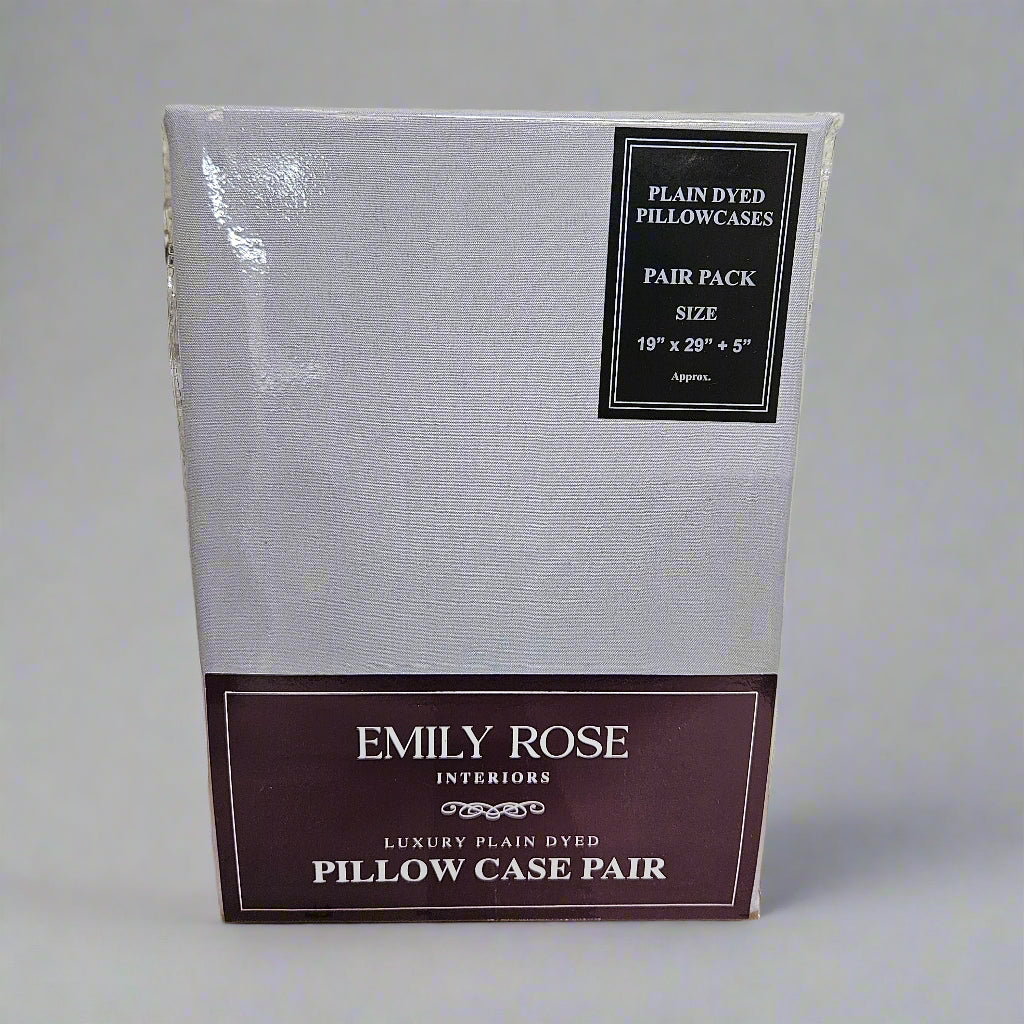 PLAIN DYED
PILLOWCASES
PAIR PACK
SIZE
19” x 29” + 5”
Approx.
EMILY ROSE
INTERIORS
LUXURY PLAIN DYED
PILLOW CASE PAIR